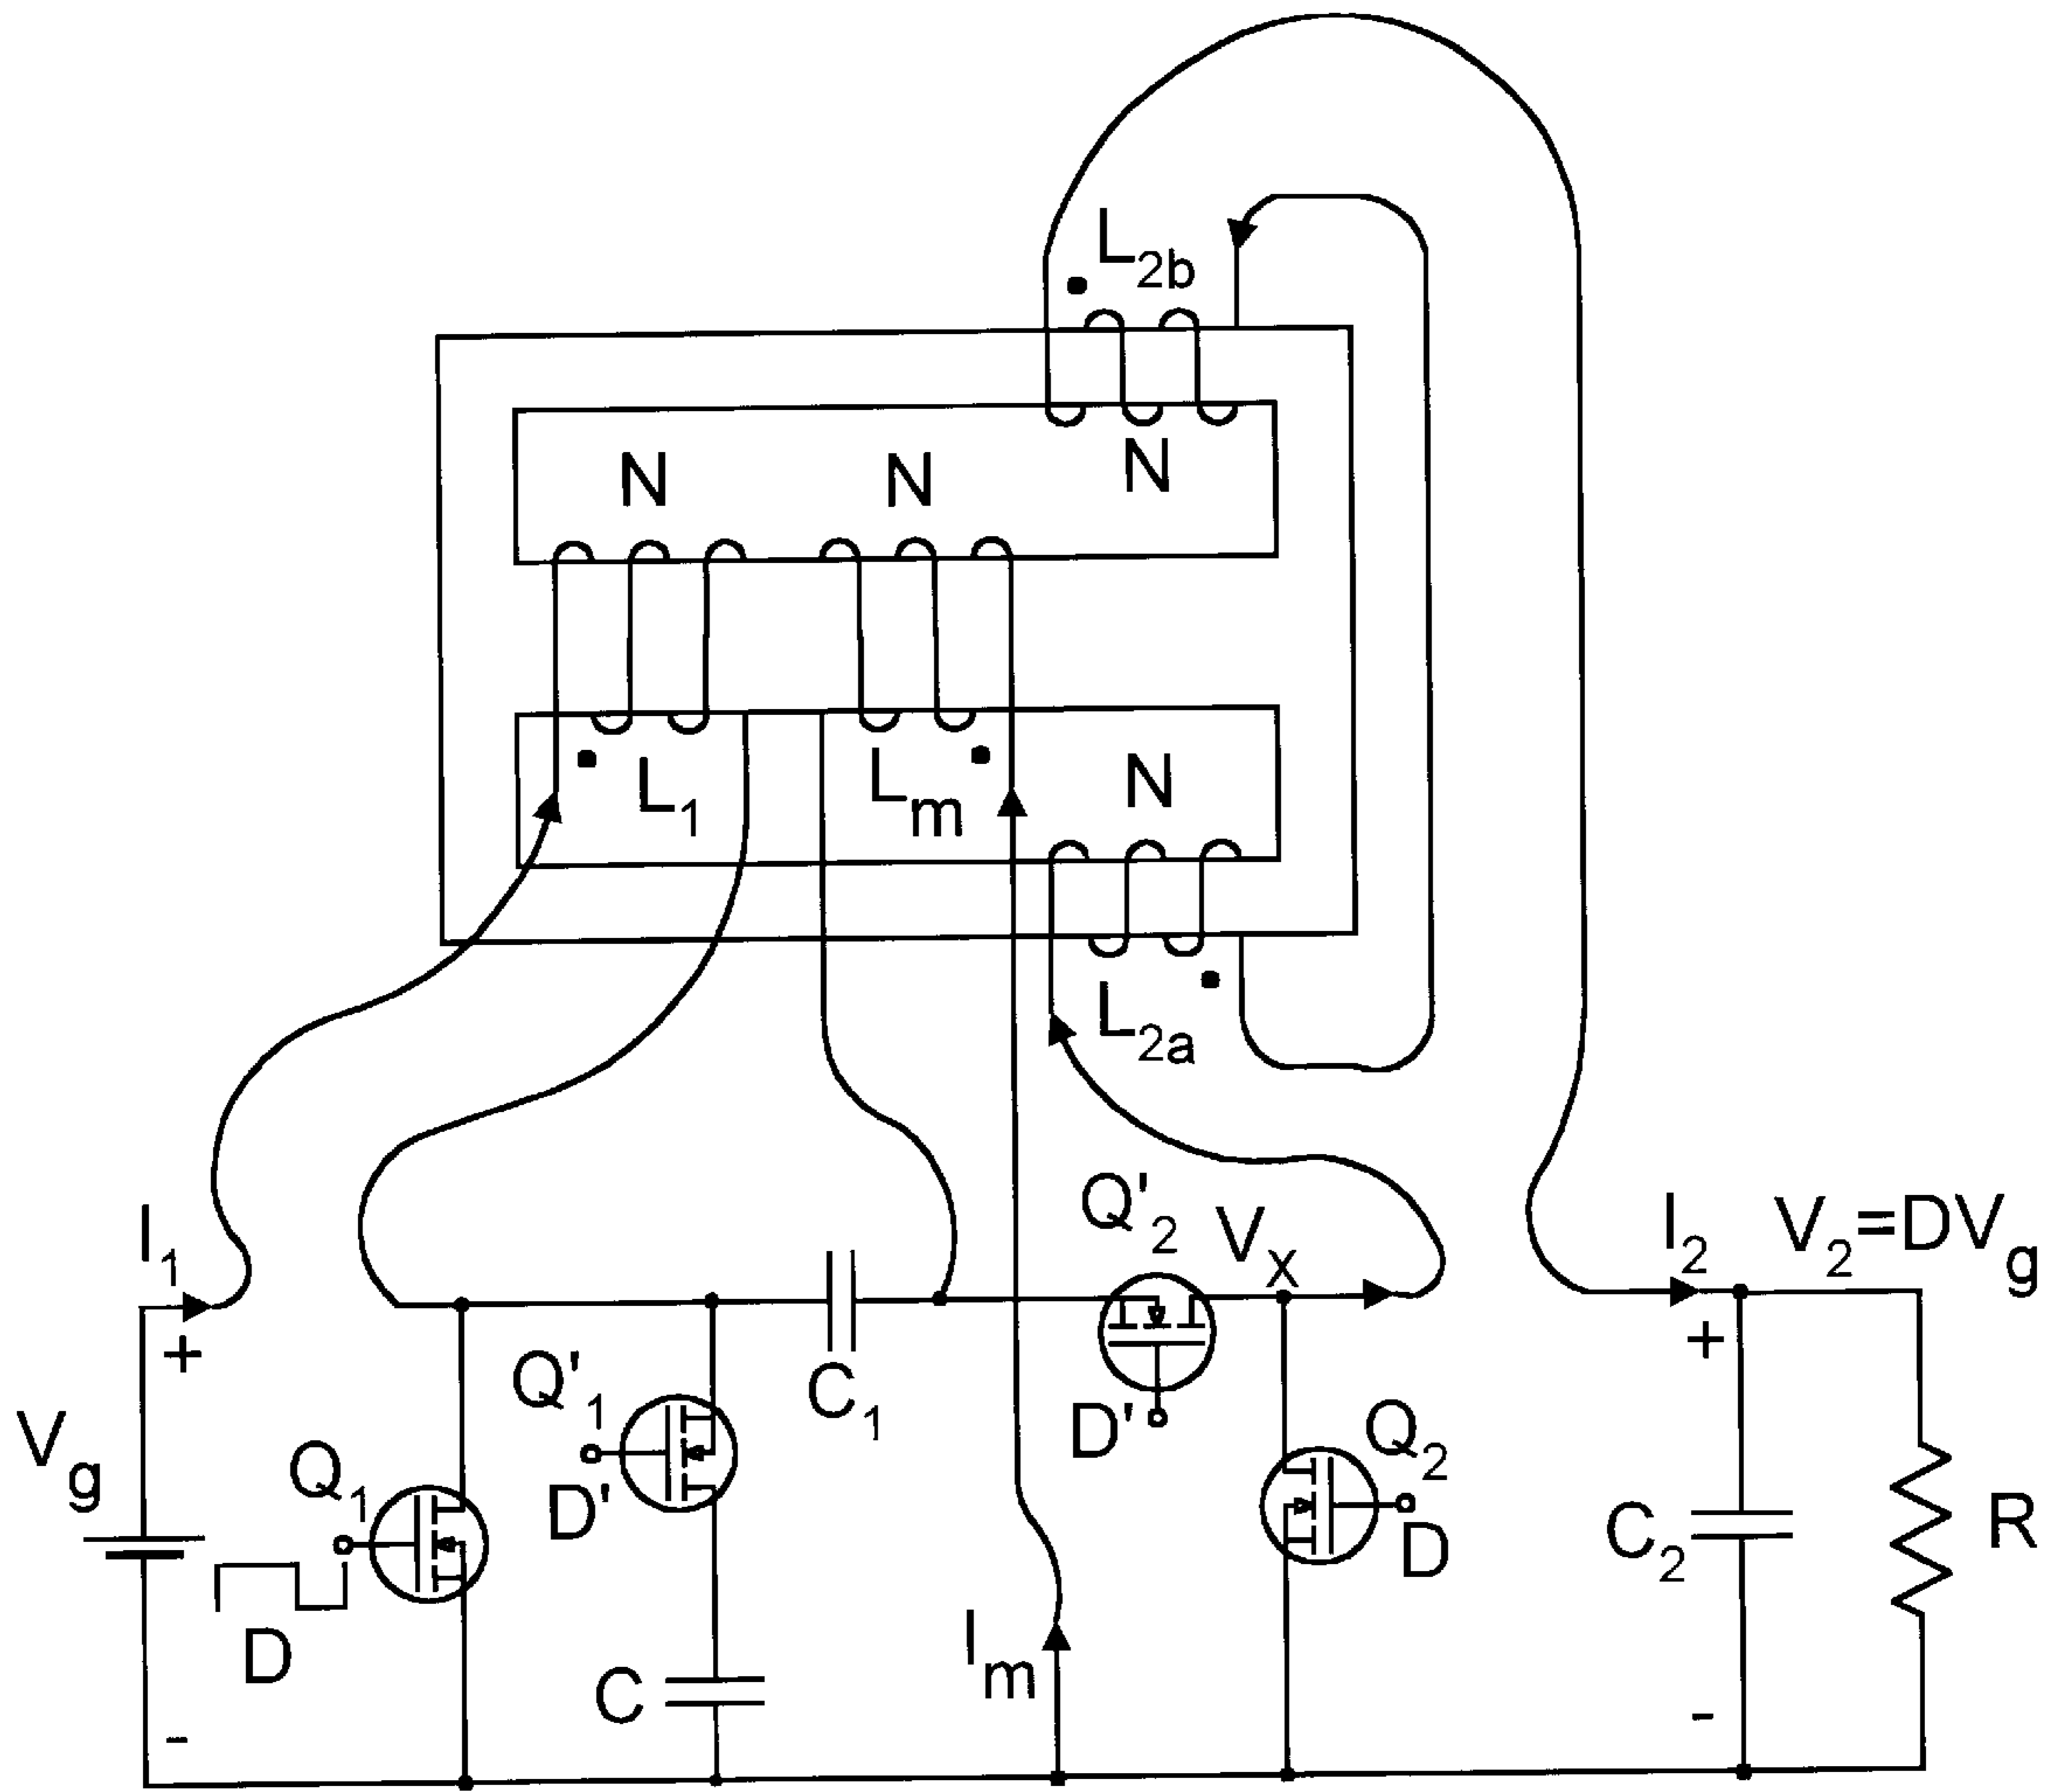 L2b
N N N
L1 Lm N
L2a
I1 Q'2 Vx I2 V2=DVg
+ +
Q'1 C1 D' Q2
Vg Q1 D' D C2 R
D C Im
- -